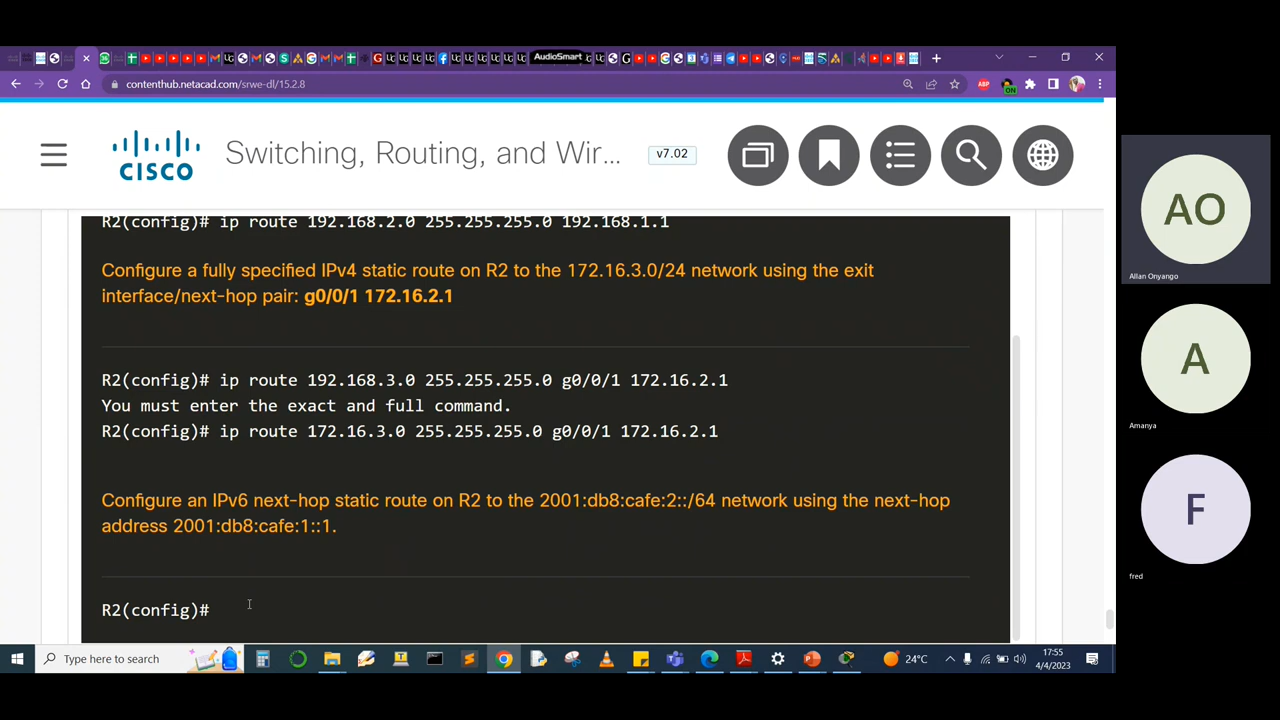 AudioSmart
contenthub.netacad.com/srwe-dl/15.2.8
ABP
ON
CISCO
Switching, Routing, and Wir...
v7.02
R2(config)# ip route 192.168.2.0 255.255.255.0 192.168.1.1
Configure a fully specified IPv4 static route on R2 to the 172.16.3.0/24 network using the exit
interface/next-hop pair: g0/0/1 172.16.2.1
R2(config)# ip route 192.168.3.0 255.255.255.0 g0/0/1 172.16.2.1
You must enter the exact and full command.
R2(config)# ip route 172.16.3.0 255.255.255.0 g0/0/1 172.16.2.1
Configure an IPv6 next-hop static route on R2 to the 2001:db8:cafe:2::/64 network using the next-hop
address 2001:db8:cafe:1::1.
R2(config)#
AO
Allan Onyango
A
Amanya
F
fred
Type here to search
24°C
17:55
4/4/2023